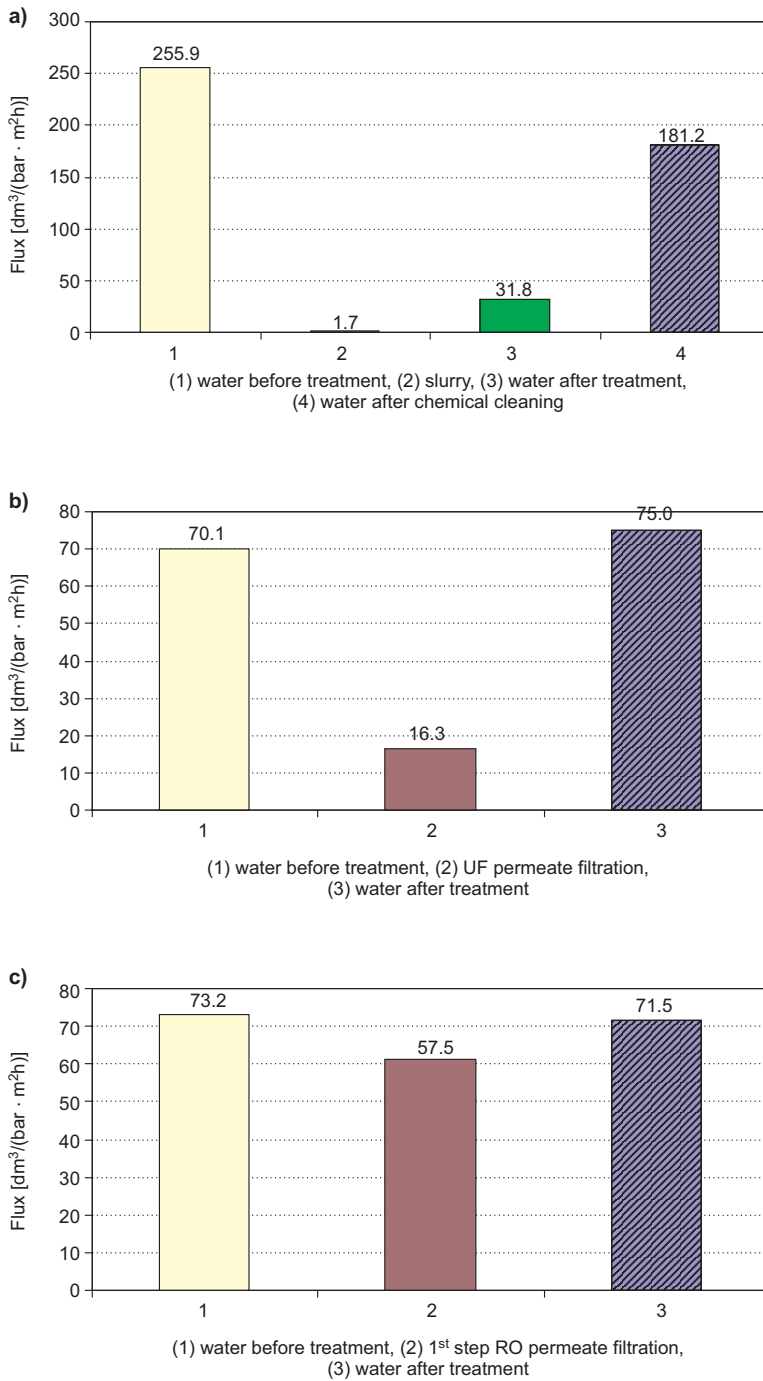 a)
Flux [dm³/(bar · m²h)]
300
250
200
150
100
50
0
255.9
1.7
31.8
181.2
1 2 3 4
(1) water before treatment, (2) slurry, (3) water after treatment,
(4) water after chemical cleaning
b)
Flux [dm³/(bar · m²h)]
80
70
60
50
40
30
20
10
0
70.1
16.3
75.0
1 2 3
(1) water before treatment, (2) UF permeate filtration,
(3) water after treatment
c)
Flux [dm³/(bar · m²h)]
80
70
60
50
40
30
20
10
0
73.2
57.5
71.5
1 2 3
(1) water before treatment, (2) 1st step RO permeate filtration,
(3) water after treatment